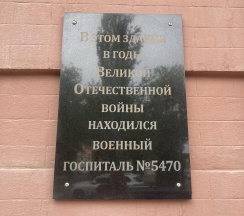 В этом здании
в годы
Великой
Отечественной
войны
находился
военный
госпиталь №5470